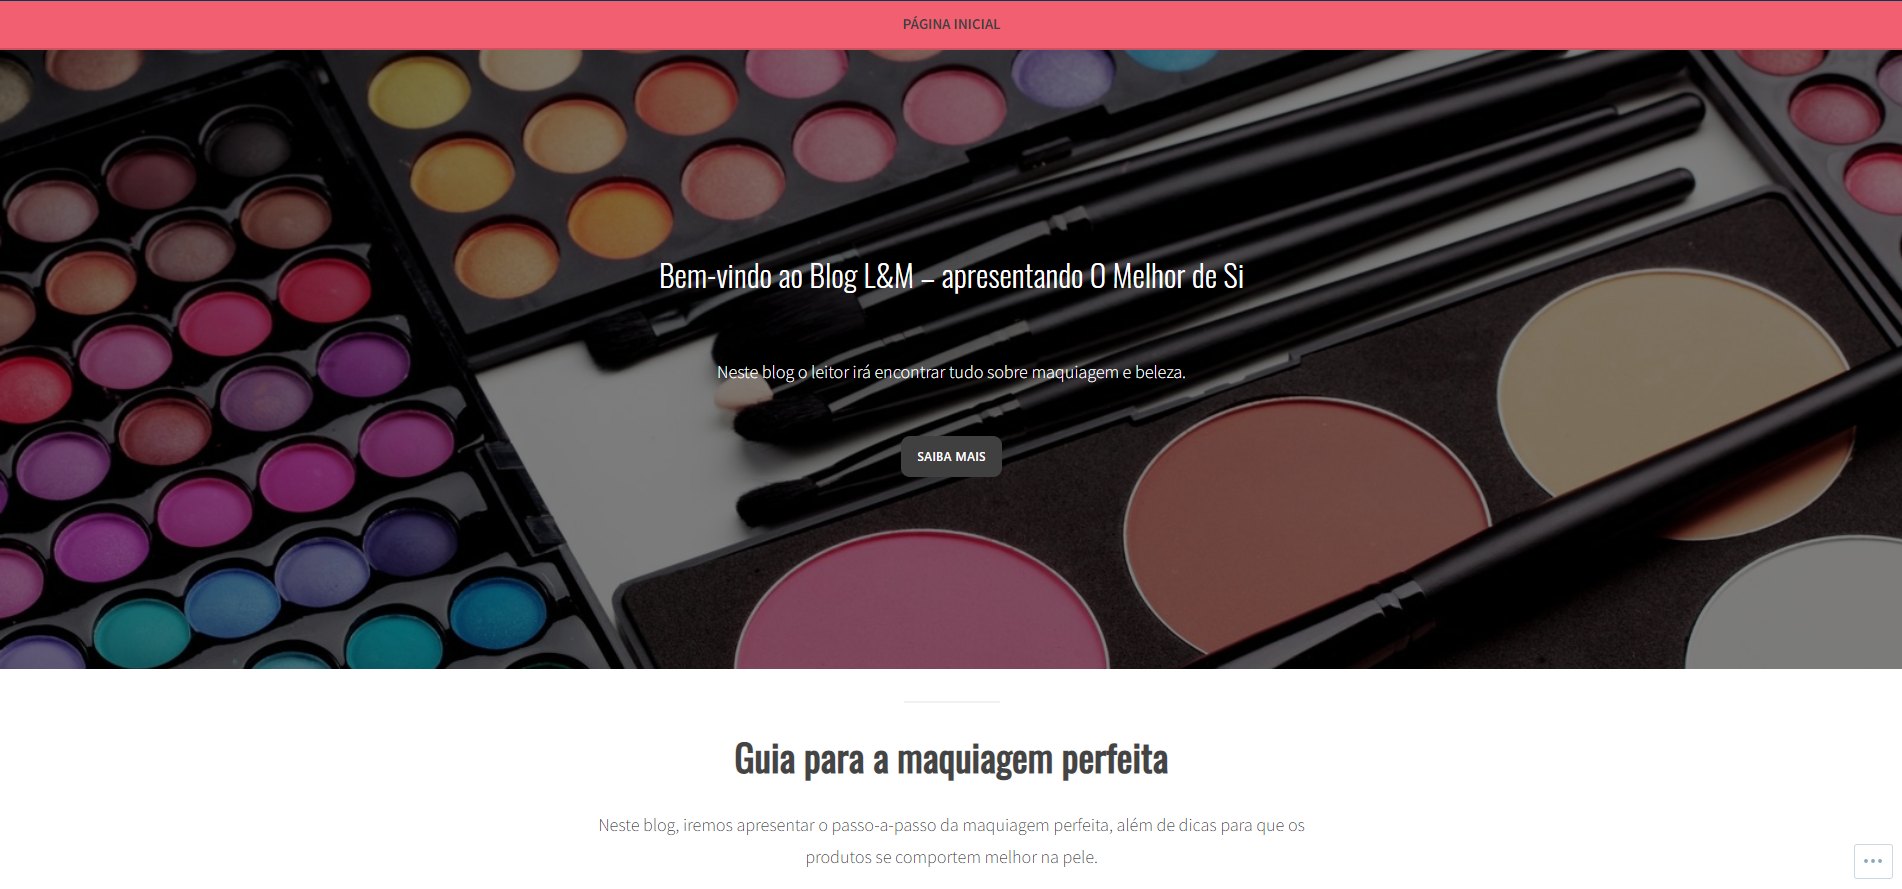 PÁGINA INICIAL
Bem-vindo ao Blog L&M – apresentando O Melhor de Si
Neste blog o leitor irá encontrar tudo sobre maquiagem e beleza.
SAIBA MAIS
Guia para a maquiagem perfeita
Neste blog, iremos apresentar o passo-a-passo da maquiagem perfeita, além de dicas para que os
produtos se comportem melhor na pele.